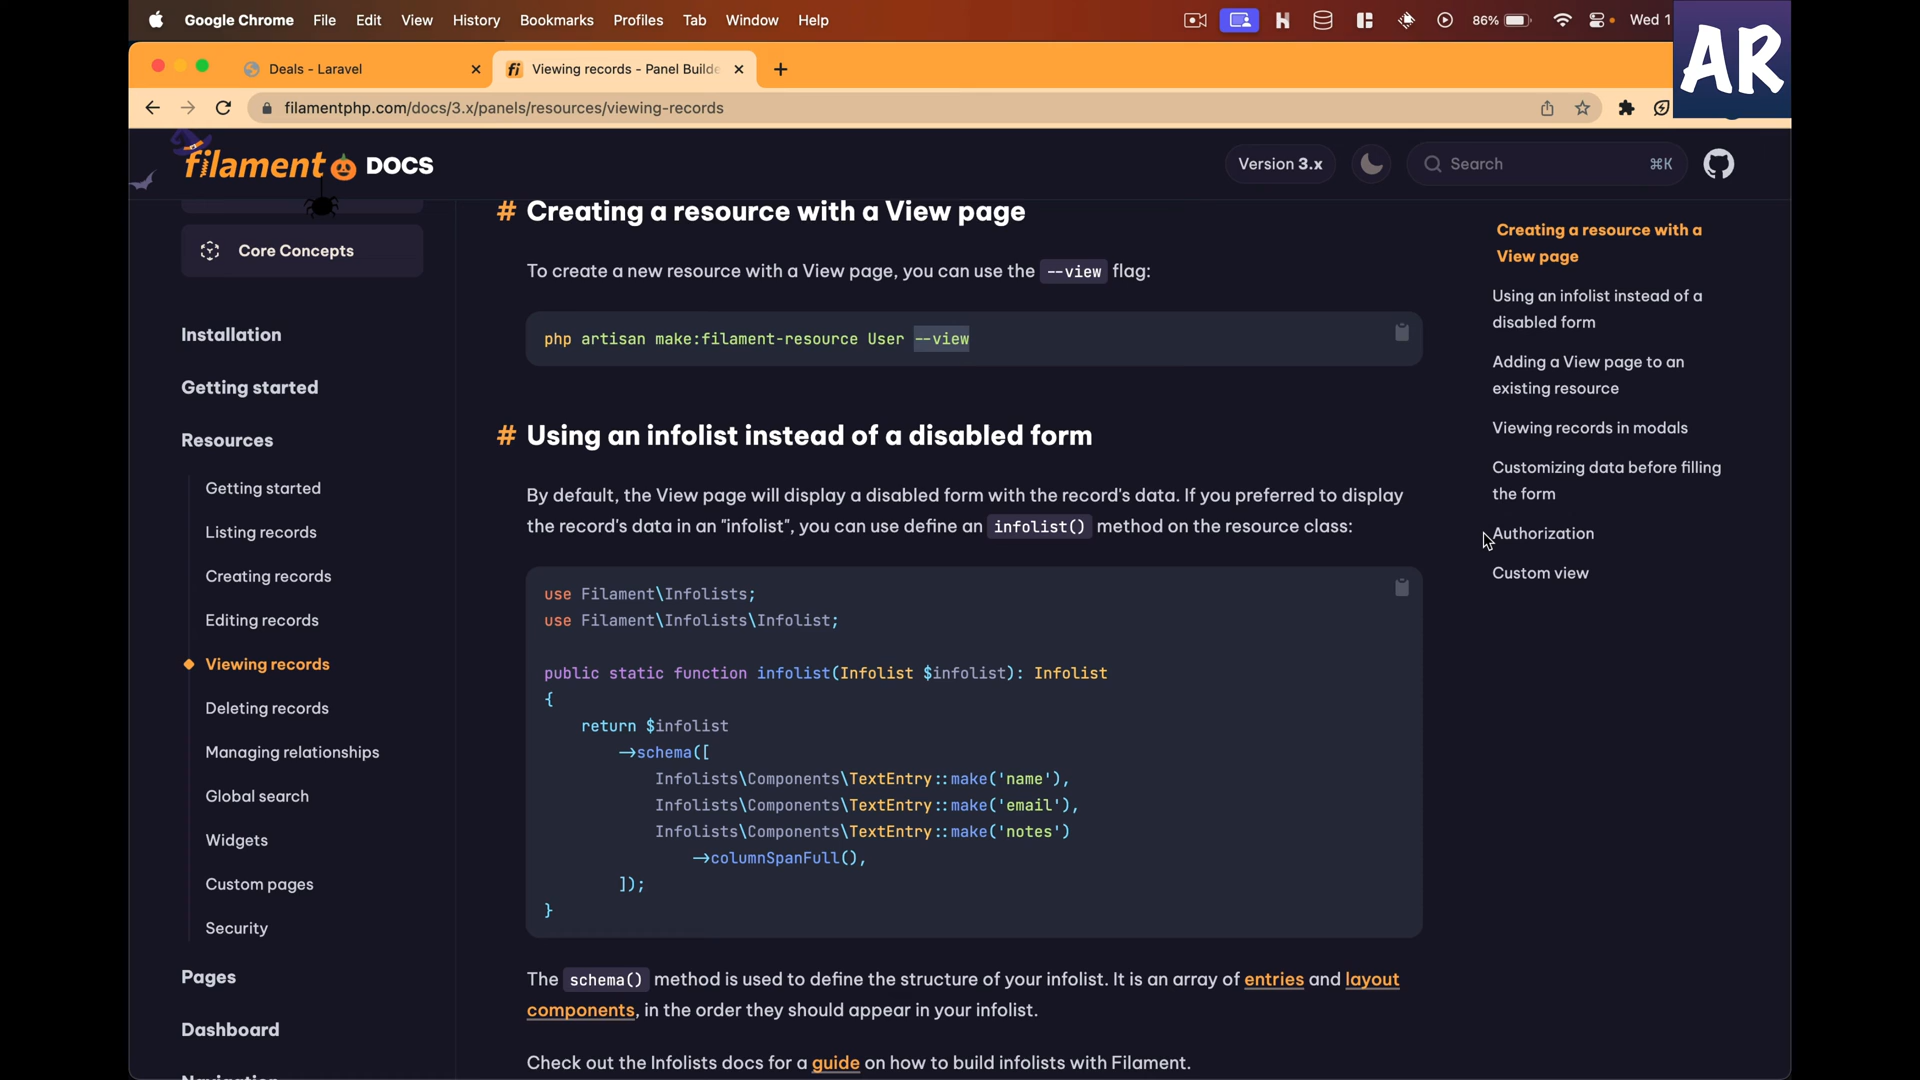 Google Chrome File Edit View History Bookmarks Profiles Tab Window Help 86% Wed 1
AR
Deals - Laravel
fi Viewing records - Panel Builde
filamentphp.com/docs/3.x/panels/resources/viewing-records
filament DOCS
Version 3.x
Search ⌘K
Core Concepts
Installation
Getting started
Resources
Getting started
Listing records
Creating records
Editing records
Viewing records
Deleting records
Managing relationships
Global search
Widgets
Custom pages
Security
Pages
Dashboard
# Creating a resource with a View page
To create a new resource with a View page, you can use the --view flag:
php artisan make:filament-resource User --view
# Using an infolist instead of a disabled form
By default, the View page will display a disabled form with the record's data. If you preferred to display
the record's data in an "infolist", you can use define an infolist() method on the resource class:
use Filament\Infolists;
use Filament\Infolists\Infolist;
public static function infolist(Infolist $infolist): Infolist
{
return $infolist
->schema([
Infolists\Components\TextEntry::make('name'),
Infolists\Components\TextEntry::make('email'),
Infolists\Components\TextEntry::make('notes')
->columnSpanFull(),
]);
}
The schema() method is used to define the structure of your infolist. It is an array of entries and layout
components, in the order they should appear in your infolist.
Check out the Infolists docs for a guide on how to build infolists with Filament.
Creating a resource with a
View page
Using an infolist instead of a
disabled form
Adding a View page to an
existing resource
Viewing records in modals
Customizing data before filling
the form
Authorization
Custom view